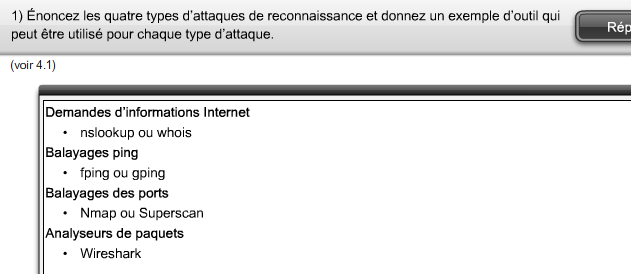 1) Énoncez les quatre types d'attaques de reconnaissance et donnez un exemple d'outil qui
peut être utilisé pour chaque type d'attaque.
Rép
(voir 4.1)
Demandes d'informations Internet
• nslookup ou whois
Balayages ping
• fping ou gping
Balayages des ports
• Nmap ou Superscan
Analyseurs de paquets
• Wireshark